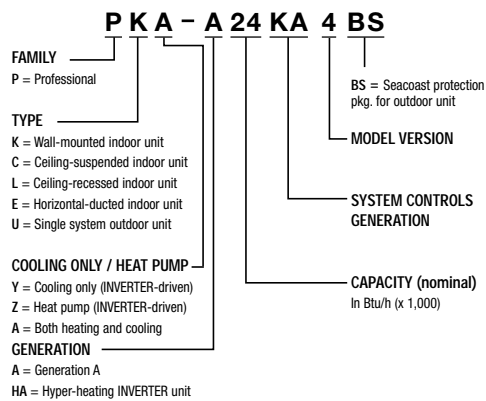 PKA-A24KA4BS
FAMILY
P = Professional
TYPE
K = Wall-mounted indoor unit
C = Ceiling-suspended indoor unit
L = Ceiling-recessed indoor unit
E = Horizontal-ducted indoor unit
U = Single system outdoor unit
COOLING ONLY / HEAT PUMP
Y = Cooling only (INVERTER-driven)
Z = Heat pump (INVERTER-driven)
A = Both heating and cooling
GENERATION
A = Generation A
HA = Hyper-heating INVERTER unit
BS = Seacoast protection
pkg. for outdoor unit
MODEL VERSION
SYSTEM CONTROLS
GENERATION
CAPACITY (nominal)
In Btu/h (x 1,000)